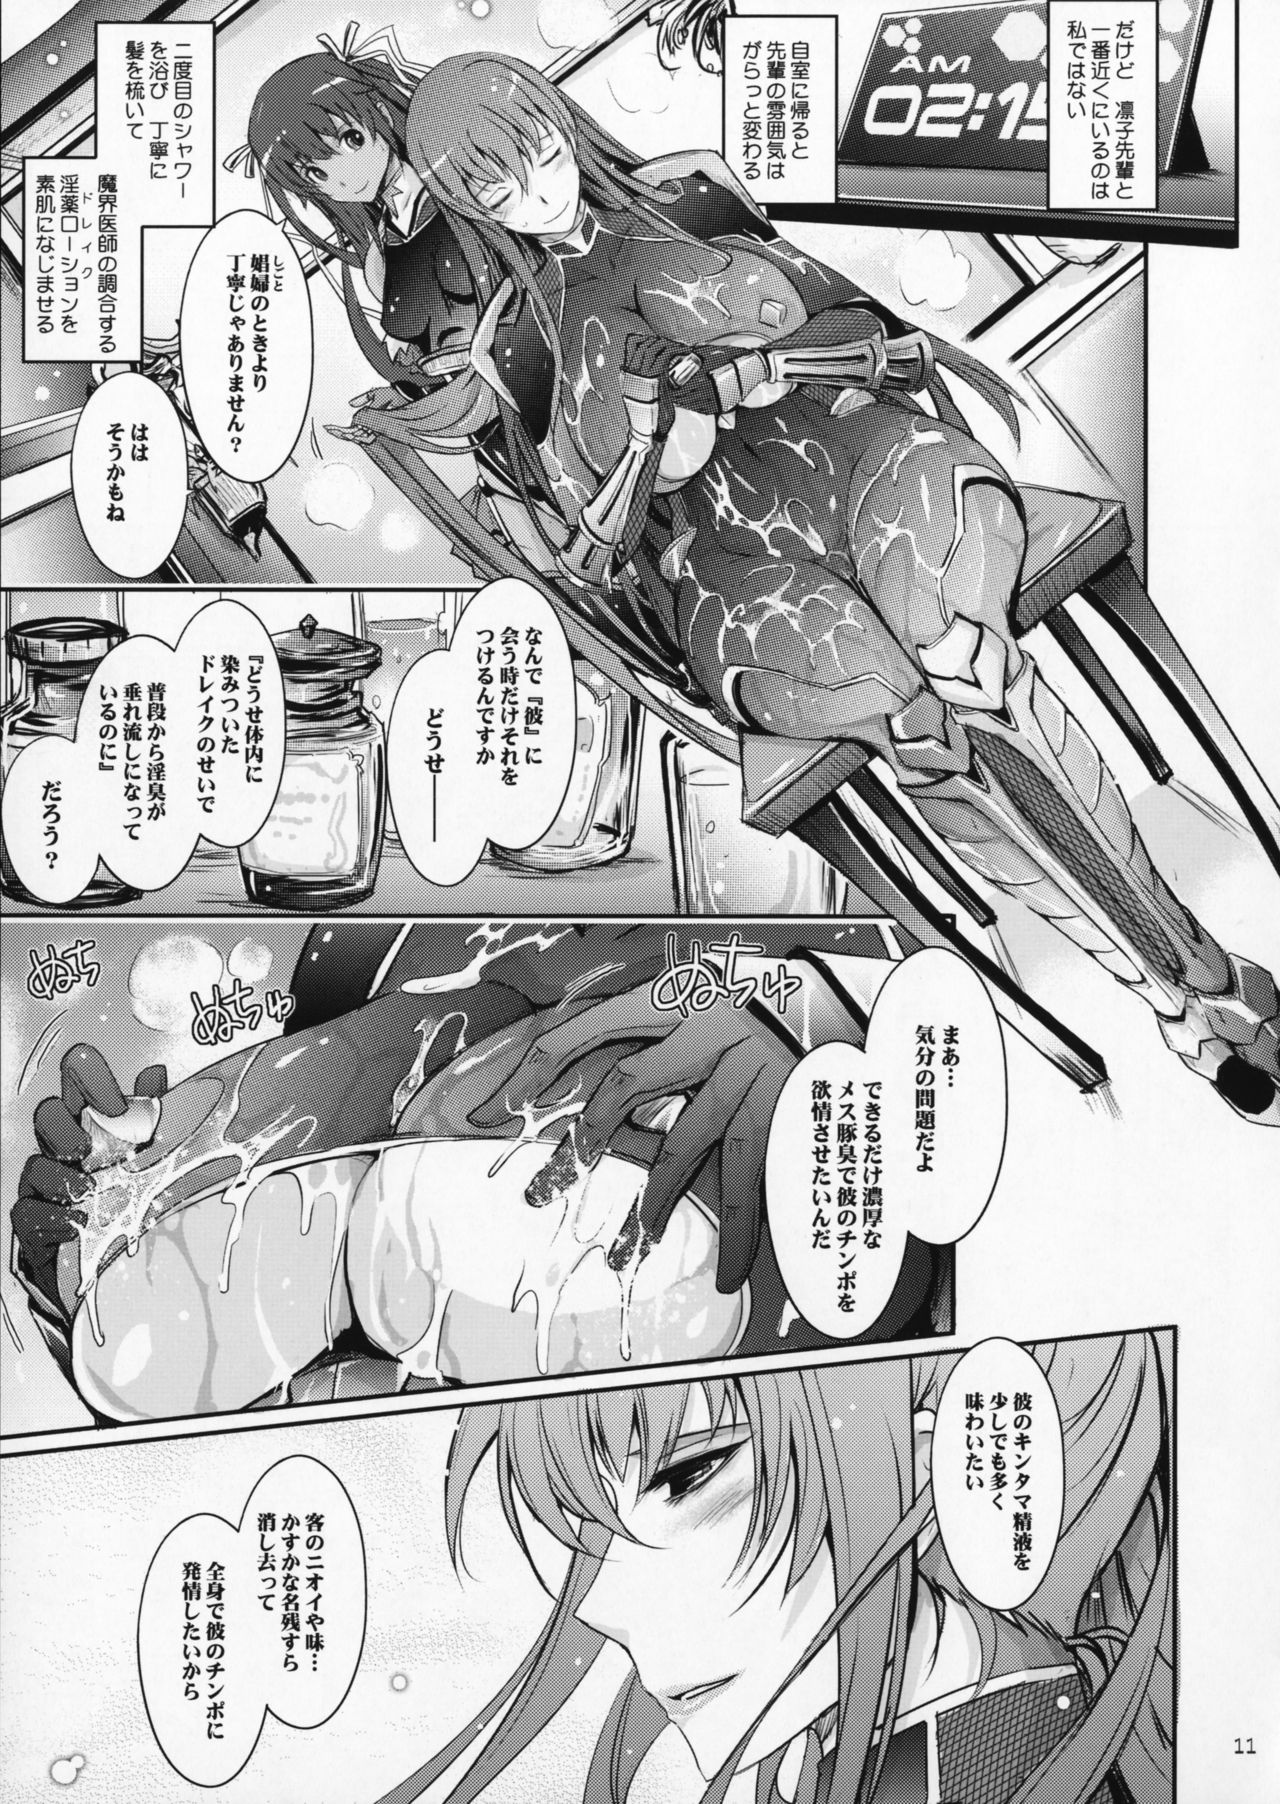 だけど 凛子先輩と
一番近くにいるのは
私ではない
AM
02:15
自室に帰ると
先輩の雰囲気は
がらっと変わる
二度目のシャワー
を浴び 丁寧に
髪を梳いて
魔界医師の調合する
淫薬ローションを
ドレイク
素肌になじませる
娼婦のときより
しごと
丁寧じゃありません？
はは
そうかもね
なんで『彼』に
会う時だけそれを
つけるんですか
どうせ――
『どうせ体内に
染みついた
ドレイクのせいで
普段から淫臭が
垂れ流しになって
いるのに』
だろう？
ぬちゅ
ぬちゅ
ぬち
まあ…
気分の問題だよ
できるだけ濃厚な
メス豚臭で彼のチンポを
欲情させたいんだ
彼のキンタマ精液を
少しでも多く
味わいたい
客のニオイや味…
かすかな名残すら
消し去って
全身で彼のチンポに
発情したいから
11